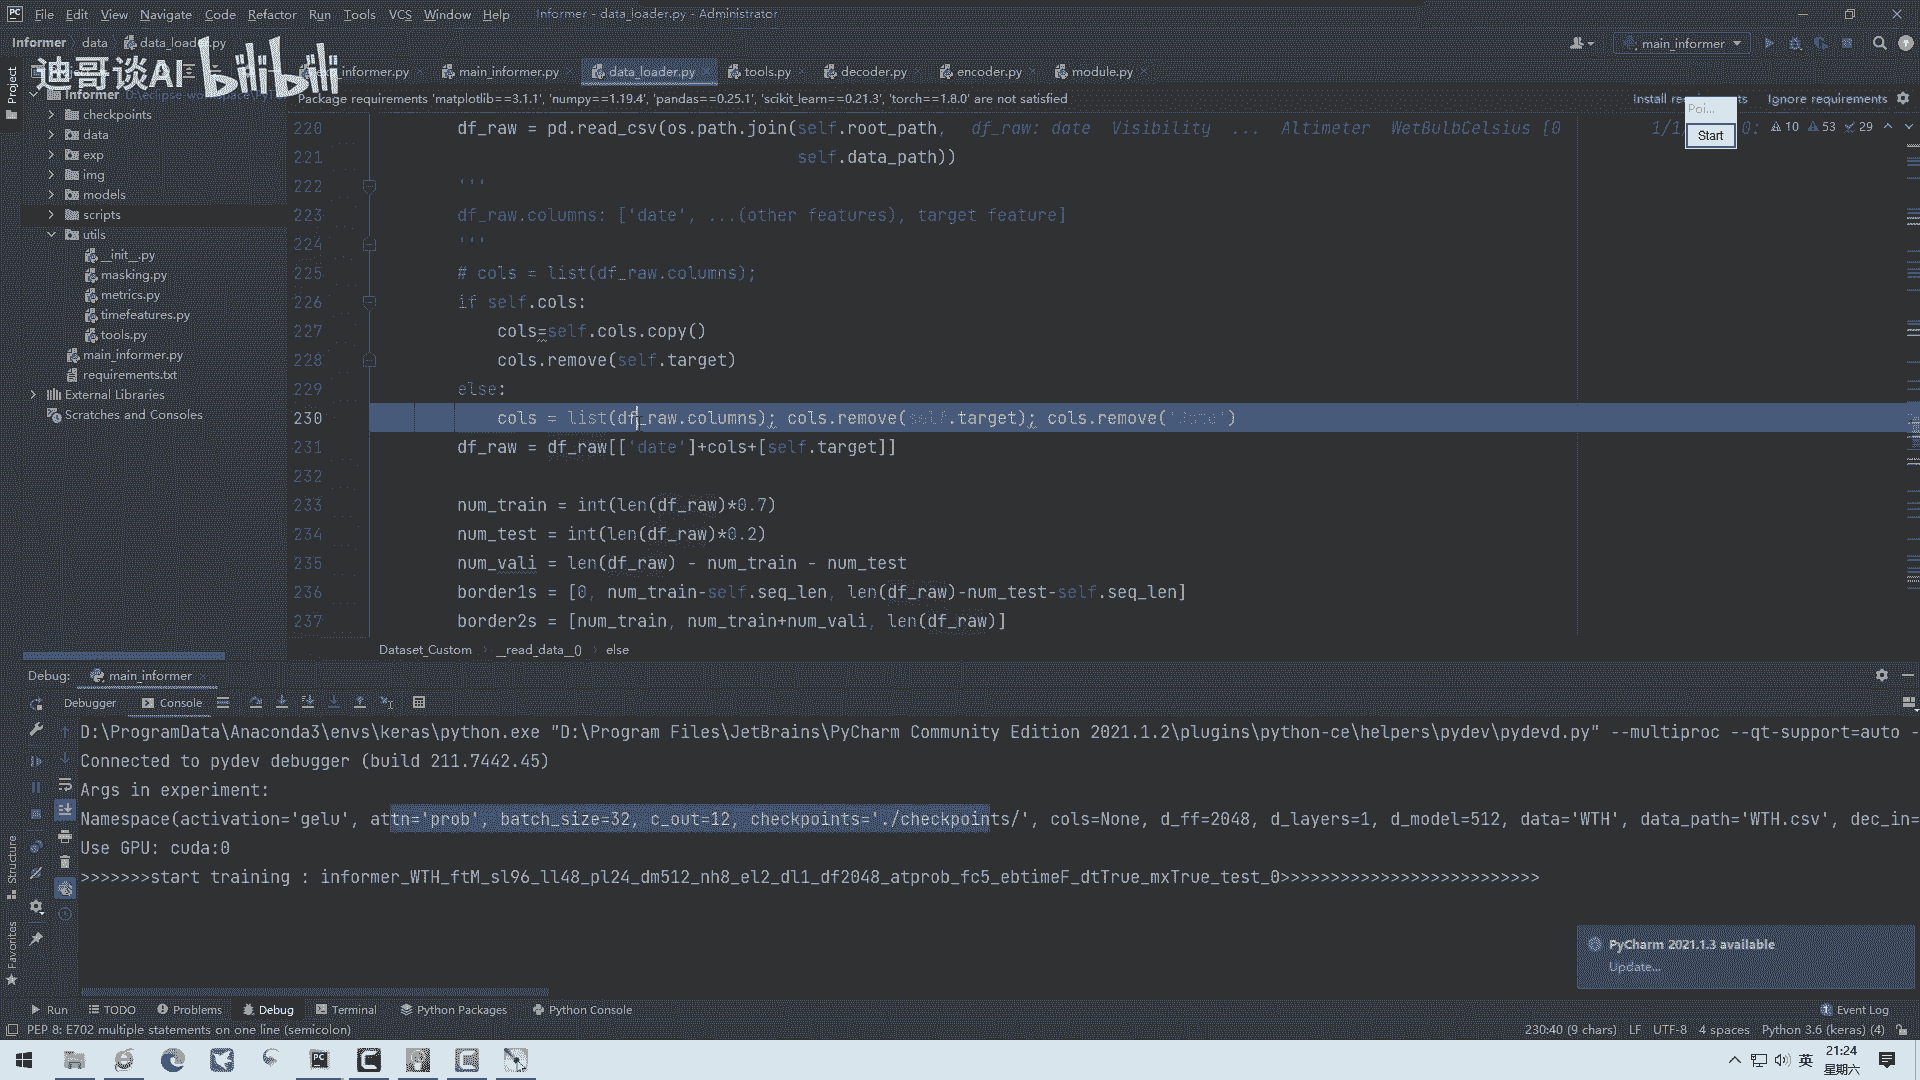 File Edit View Navigate Code Refactor Run Tools VCS Window Help Informer - data_loader.py - Administrator
Informer data data_loader.py main_informer
迪哥谈AI bilibili
Project
informer.py main_informer.py data_loader.py tools.py decoder.py encoder.py module.py
Package requirements 'matplotlib==3.1.1', 'numpy==1.19.4', 'pandas==0.25.1', 'scikit_learn==0.21.3', 'torch==1.8.0' are not satisfied
Ignore requirements
Poi...
Start
10 53 29
Informer
checkpoints
data
exp
img
models
scripts
utils
__init__.py
masking.py
metrics.py
timefeatures.py
tools.py
main_informer.py
requirements.txt
External Libraries
Scratches and Consoles
220 df_raw = pd.read_csv(os.path.join(self.root_path, df_raw: date Visibility ... Altimeter WetBulbCelsius [0 1/1/
221 self.data_path))
222 '''
223 df_raw.columns: ['date', ...(other features), target feature]
224 '''
225 # cols = list(df_raw.columns);
226 if self.cols:
227 cols=self.cols.copy()
228 cols.remove(self.target)
229 else:
230 cols = list(df_raw.columns); cols.remove(self.target); cols.remove('date')
231 df_raw = df_raw[['date']+cols+[self.target]]
232
233 num_train = int(len(df_raw)*0.7)
234 num_test = int(len(df_raw)*0.2)
235 num_vali = len(df_raw) - num_train - num_test
236 border1s = [0, num_train-self.seq_len, len(df_raw)-num_test-self.seq_len]
237 border2s = [num_train, num_train+num_vali, len(df_raw)]
Dataset_Custom __read_data__() else
Debug: main_informer
Debugger Console
D:\ProgramData\Anaconda3\envs\keras\python.exe "D:\Program Files\JetBrains\PyCharm Community Edition 2021.1.2\plugins\python-ce\helpers\pydev\pydevd.py" --multiproc --qt-support=auto -
Connected to pydev debugger (build 211.7442.45)
Args in experiment:
Namespace(activation='gelu', attn='prob', batch_size=32, c_out=12, checkpoints='./checkpoints/', cols=None, d_ff=2048, d_layers=1, d_model=512, data='WTH', data_path='WTH.csv', dec_in=
Use GPU: cuda:0
>>>>>>>start training : informer_WTH_ftM_sl96_ll48_pl24_dm512_nh8_el2_dl1_df2048_atprob_fc5_ebtimeF_dtTrue_mxTrue_test_0>>>>>>>>>>>>>>>>>>>>>>>>>>
Structure
Favorites
PyCharm 2021.1.3 available
Update...
Run TODO Problems Debug Terminal Python Packages Python Console Event Log
PEP 8: E702 multiple statements on one line (semicolon) 230:40 (9 chars) LF UTF-8 4 spaces Python 3.6 (keras) (4)
英 21:24
星期六